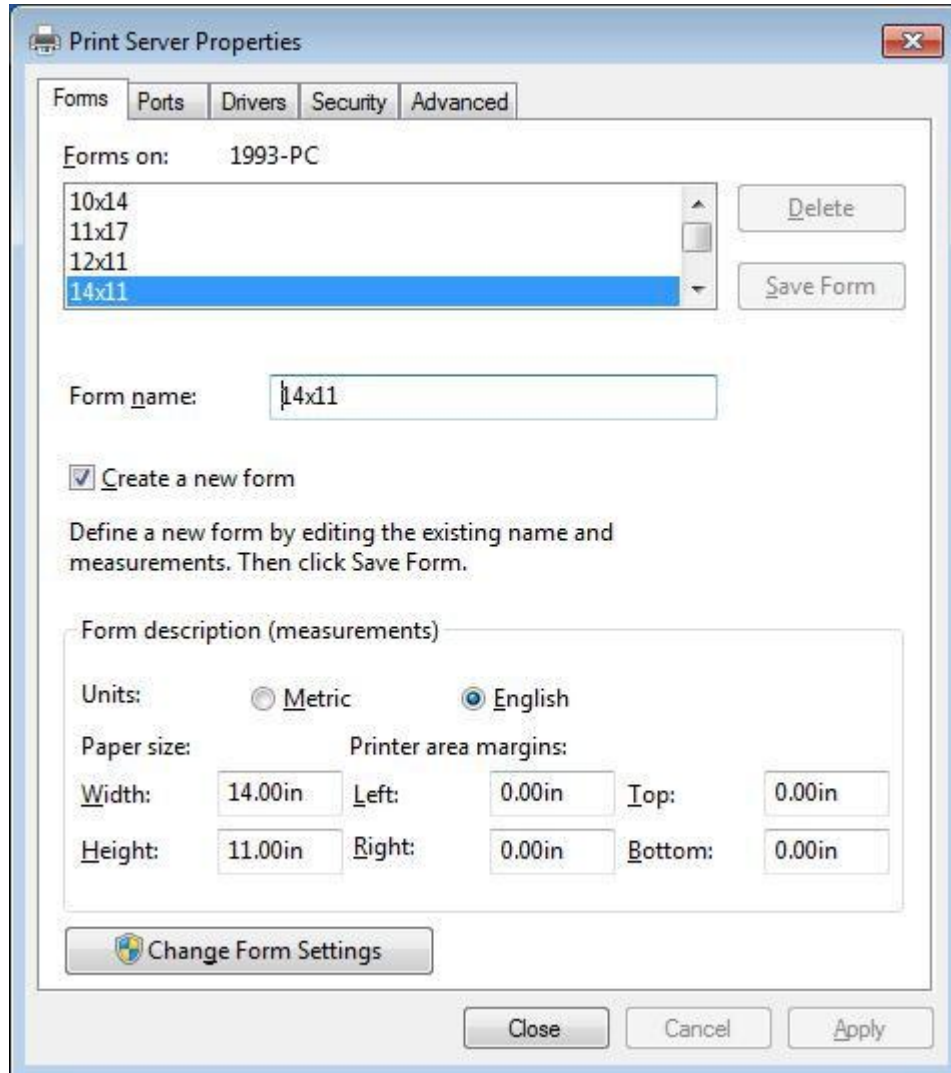 Print Server Properties
Forms Ports Drivers Security Advanced
Forms on: 1993-PC
10x14
11x17
12x11
14x11
Delete
Save Form
Form name: 14x11
Create a new form
Define a new form by editing the existing name and
measurements. Then click Save Form.
Form description (measurements)
Units: Metric English
Paper size: Printer area margins:
Width: 14.00in Left: 0.00in Top: 0.00in
Height: 11.00in Right: 0.00in Bottom: 0.00in
Change Form Settings
Close Cancel Apply